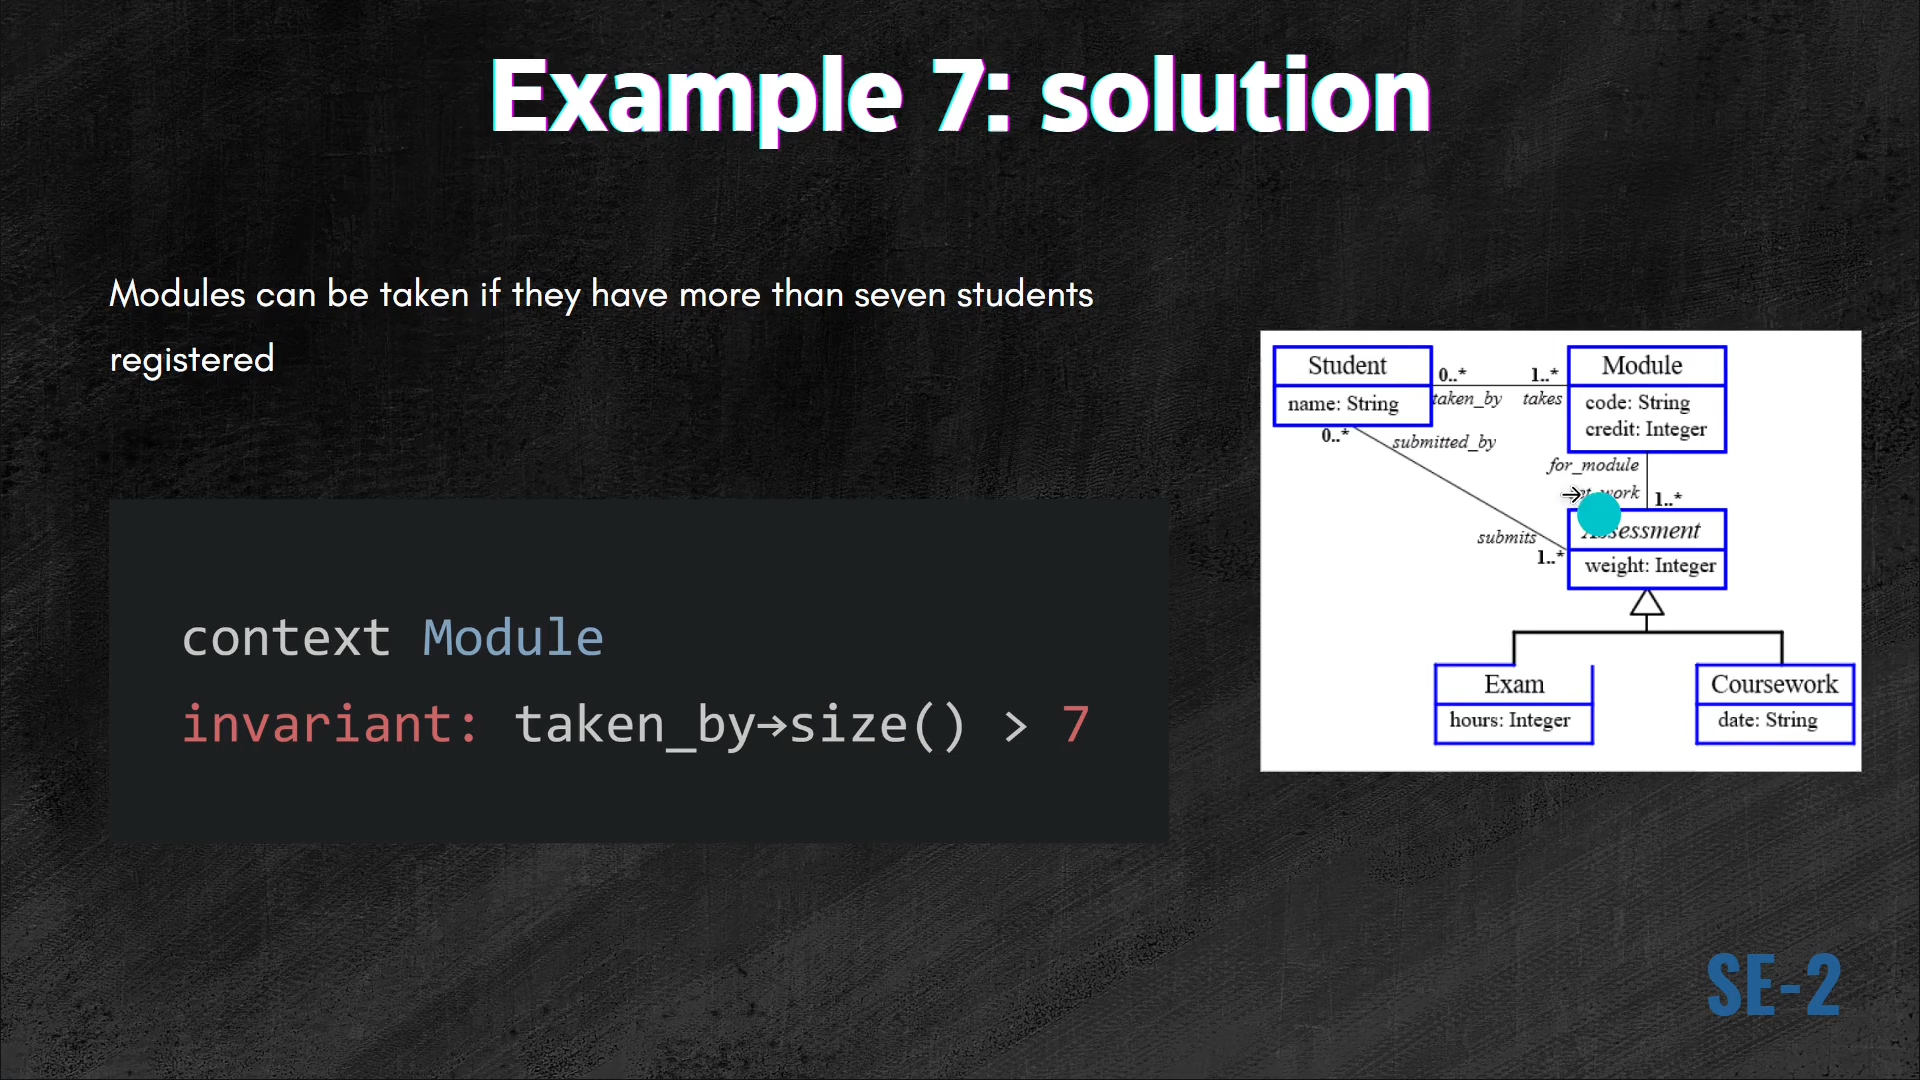 Example 7: solution
Modules can be taken if they have more than seven students
registered
context Module
invariant: taken_by→size() > 7
Student
name: String
0..*
1..*
taken_by
takes
Module
code: String
credit: Integer
0..*
submitted_by
for_module
1..*
submits
1..*
weight: Integer
Exam
hours: Integer
Coursework
date: String
SE-2